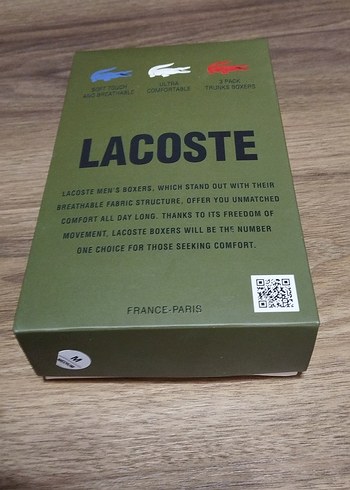 SOFT TOUCH
AND BREATHABLE
ULTRA
COMFORTABLE
3 PACK
TRUNKS BOXERS
LACOSTE
LACOSTE MEN'S BOXERS, WHICH STAND OUT WITH THEIR
BREATHABLE FABRIC STRUCTURE, OFFER YOU UNMATCHED
COMFORT ALL DAY LONG. THANKS TO ITS FREEDOM OF
MOVEMENT, LACOSTE BOXERS WILL BE THE NUMBER
ONE CHOICE FOR THOSE SEEKING COMFORT.
FRANCE-PARIS
M